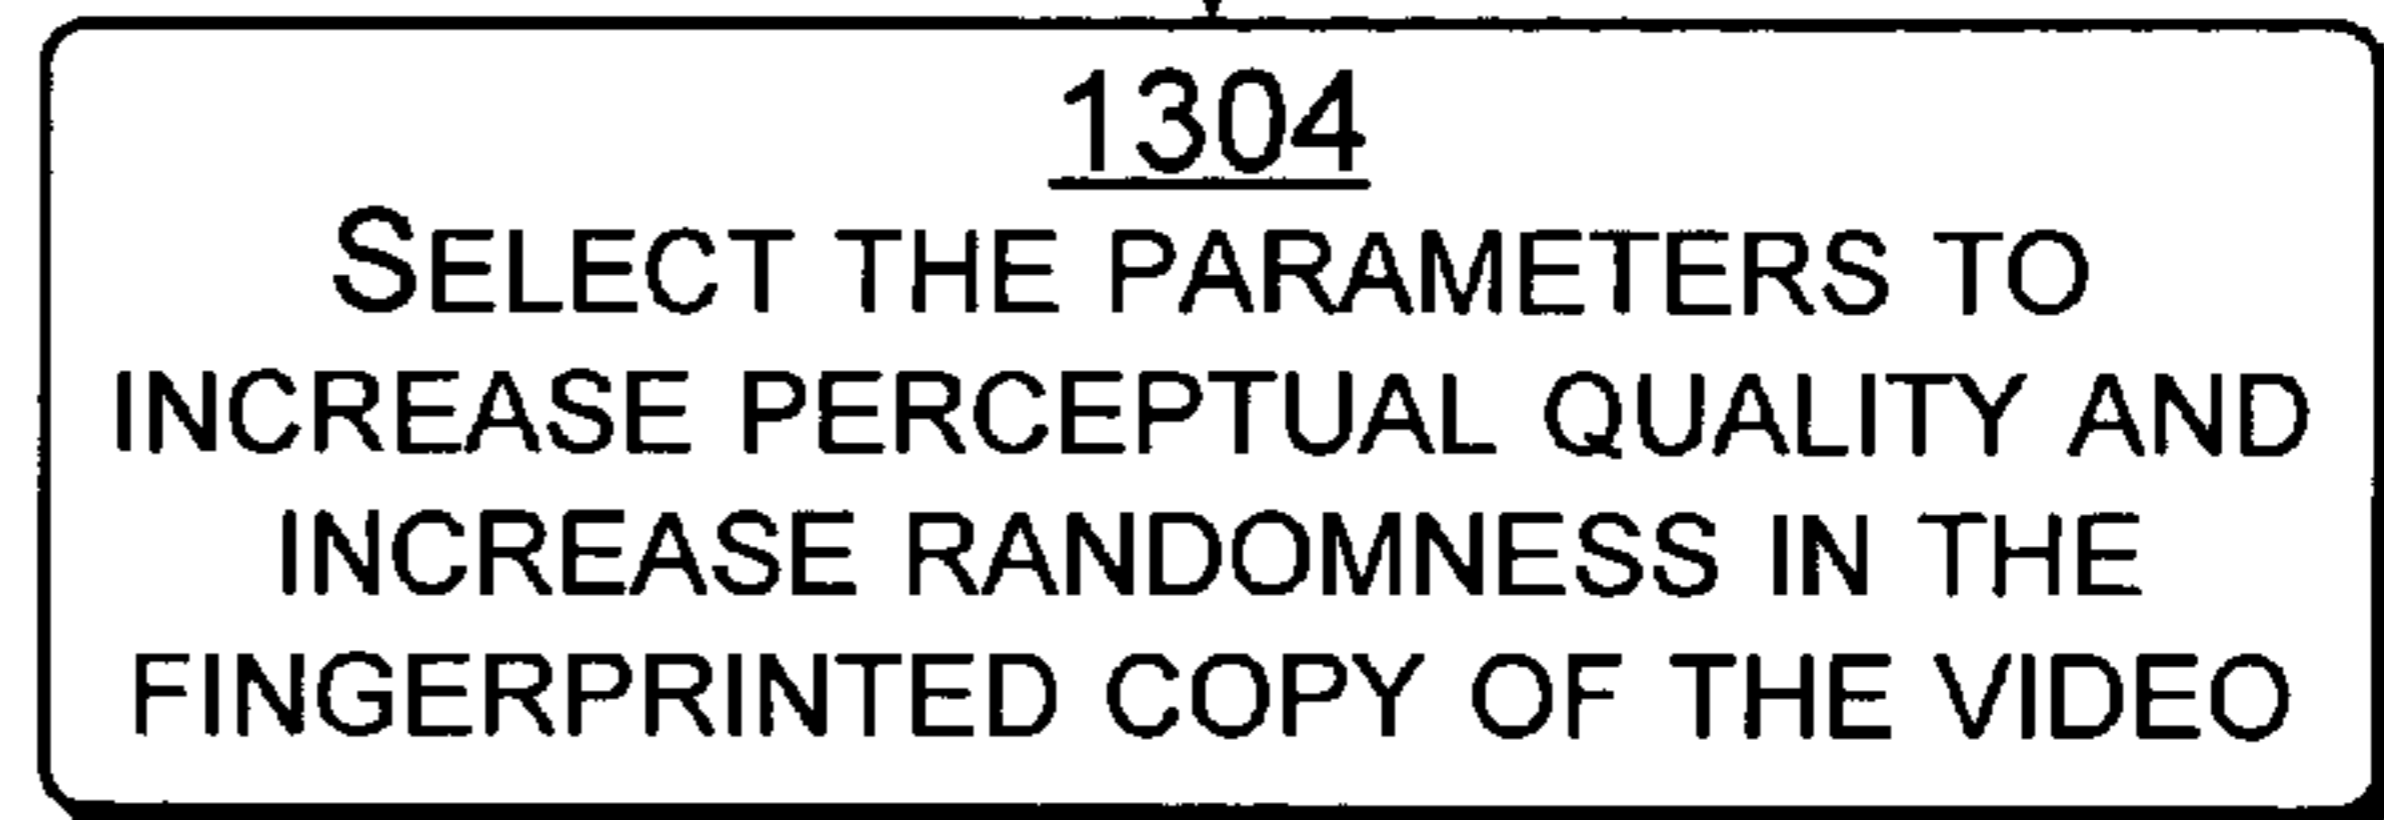 1304
SELECT THE PARAMETERS TO
INCREASE PERCEPTUAL QUALITY AND
INCREASE RANDOMNESS IN THE
FINGERPRINTED COPY OF THE VIDEO